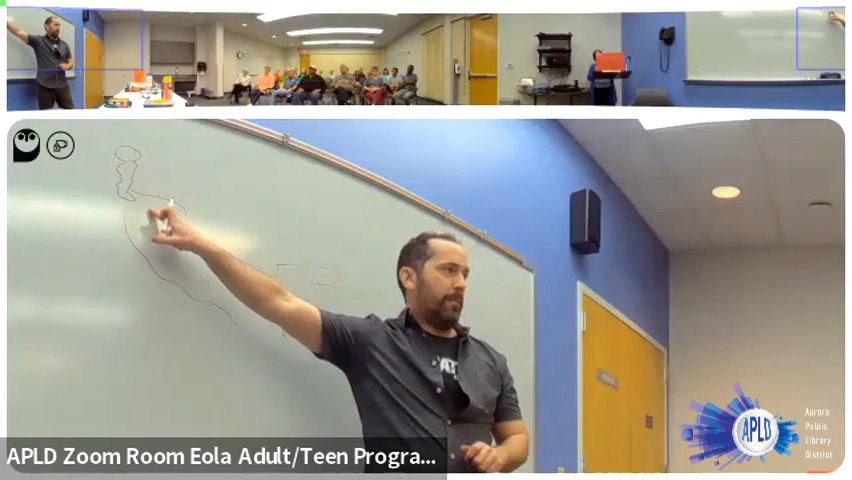 APLD
Aurora
Public
Library
District
APLD Zoom Room Eola Adult/Teen Progra...